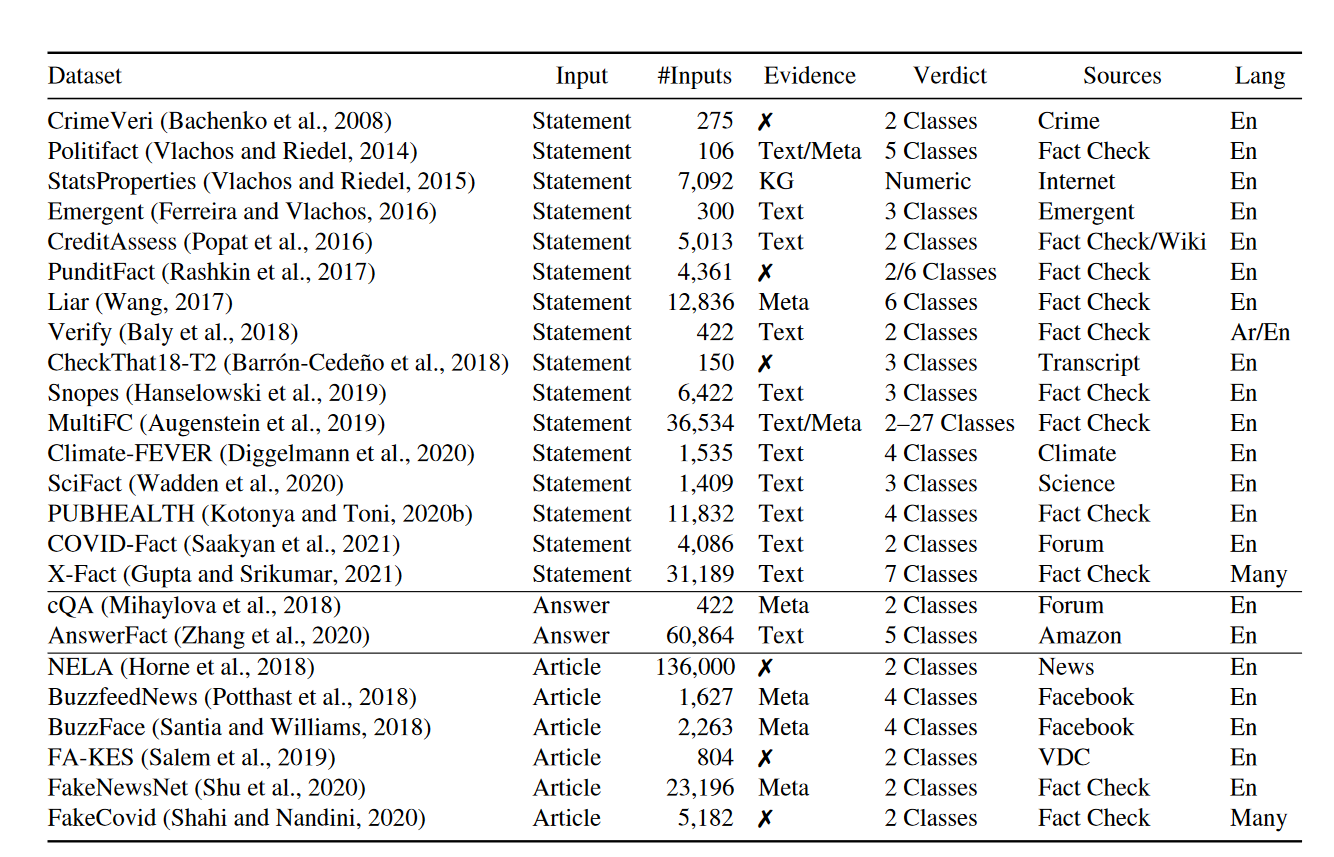 Dataset Input #Inputs Evidence Verdict Sources Lang
CrimeVeri (Bachenko et al., 2008) Statement 275 ✗ 2 Classes Crime En
Politifact (Vlachos and Riedel, 2014) Statement 106 Text/Meta 5 Classes Fact Check En
StatsProperties (Vlachos and Riedel, 2015) Statement 7,092 KG Numeric Internet En
Emergent (Ferreira and Vlachos, 2016) Statement 300 Text 3 Classes Emergent En
CreditAssess (Popat et al., 2016) Statement 5,013 Text 2 Classes Fact Check/Wiki En
PunditFact (Rashkin et al., 2017) Statement 4,361 ✗ 2/6 Classes Fact Check En
Liar (Wang, 2017) Statement 12,836 Meta 6 Classes Fact Check En
Verify (Baly et al., 2018) Statement 422 Text 2 Classes Fact Check Ar/En
CheckThat18-T2 (Barrón-Cedeño et al., 2018) Statement 150 ✗ 3 Classes Transcript En
Snopes (Hanselowski et al., 2019) Statement 6,422 Text 3 Classes Fact Check En
MultiFC (Augenstein et al., 2019) Statement 36,534 Text/Meta 2–27 Classes Fact Check En
Climate-FEVER (Diggelmann et al., 2020) Statement 1,535 Text 4 Classes Climate En
SciFact (Wadden et al., 2020) Statement 1,409 Text 3 Classes Science En
PUBHEALTH (Kotonya and Toni, 2020b) Statement 11,832 Text 4 Classes Fact Check En
COVID-Fact (Saakyan et al., 2021) Statement 4,086 Text 2 Classes Forum En
X-Fact (Gupta and Srikumar, 2021) Statement 31,189 Text 7 Classes Fact Check Many
cQA (Mihaylova et al., 2018) Answer 422 Meta 2 Classes Forum En
AnswerFact (Zhang et al., 2020) Answer 60,864 Text 5 Classes Amazon En
NELA (Horne et al., 2018) Article 136,000 ✗ 2 Classes News En
BuzzfeedNews (Potthast et al., 2018) Article 1,627 Meta 4 Classes Facebook En
BuzzFace (Santia and Williams, 2018) Article 2,263 Meta 4 Classes Facebook En
FA-KES (Salem et al., 2019) Article 804 ✗ 2 Classes VDC En
FakeNewsNet (Shu et al., 2020) Article 23,196 Meta 2 Classes Fact Check En
FakeCovid (Shahi and Nandini, 2020) Article 5,182 ✗ 2 Classes Fact Check Many